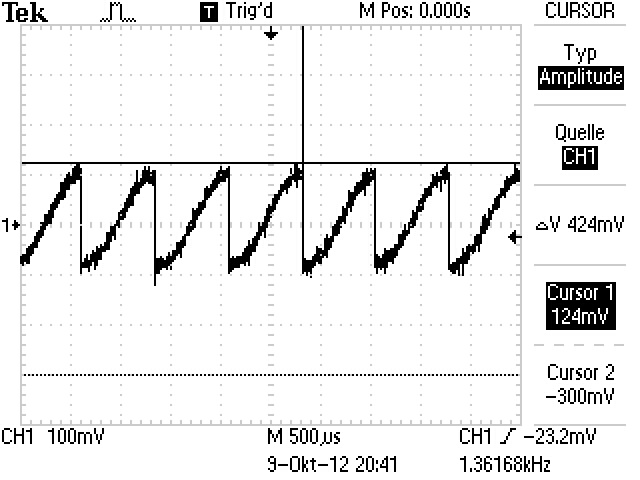 Tek T Trig'd M Pos: 0.000s CURSOR
Typ
Amplitude
Quelle
CH1
1
△V 424mV
Cursor 1
124mV
Cursor 2
-300mV
CH1 100mV M 500µs CH1 -23.2mV
9-Okt-12 20:41 1.36168kHz